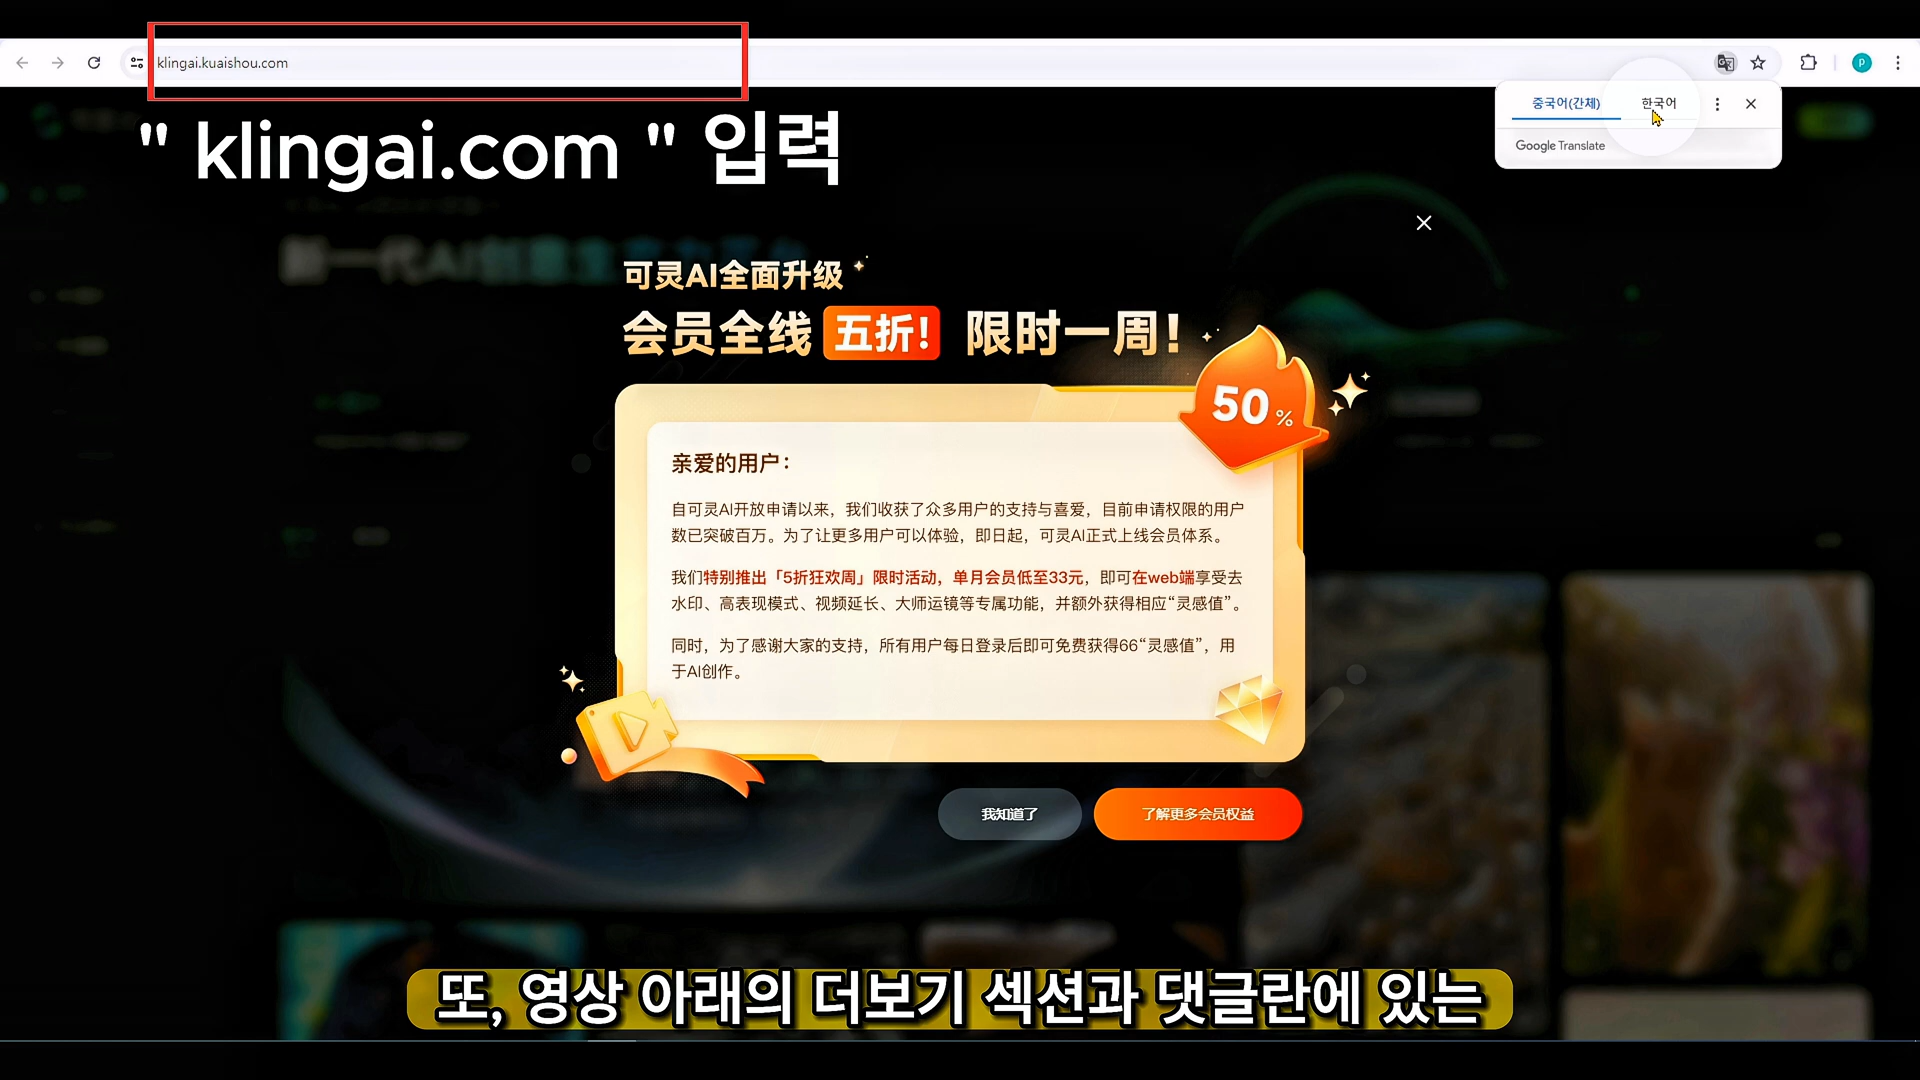 klingai.kuaishou.com
중국어(간체) 한국어
Google Translate
" klingai.com " 입력
可灵AI全面升级
会员全线 五折! 限时一周!
50%
亲爱的用户：
自可灵AI开放申请以来，我们收获了众多用户的支持与喜爱，目前申请权限的用户
数已突破百万。为了让更多用户可以体验，即日起，可灵AI正式上线会员体系。
我们特别推出「5折狂欢周」限时活动，单月会员低至33元，即可在web端享受去
水印、高表现模式、视频延长、大师运镜等专属功能，并额外获得相应“灵感值”。
同时，为了感谢大家的支持，所有用户每日登录后即可免费获得66“灵感值”，用
于AI创作。
我知道了 了解更多会员权益
또, 영상 아래의 더보기 섹션과 댓글란에 있는